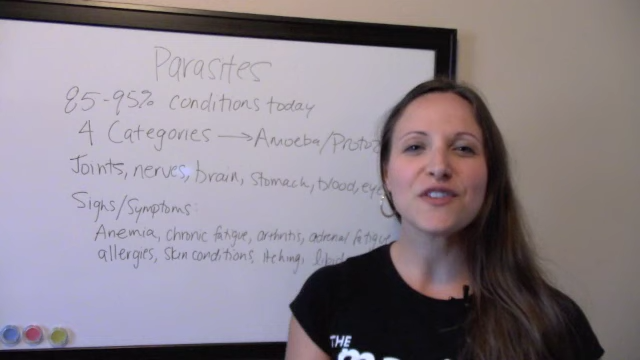 Parasites
85-95% conditions today
4 Categories → Amoeba/Protoz
Joints, nerves, brain, stomach, blood, eye
Signs/Symptoms:
Anemia, chronic fatigue, arthritis, adrenal fatigue
allergies, skin conditions, itching,
THE